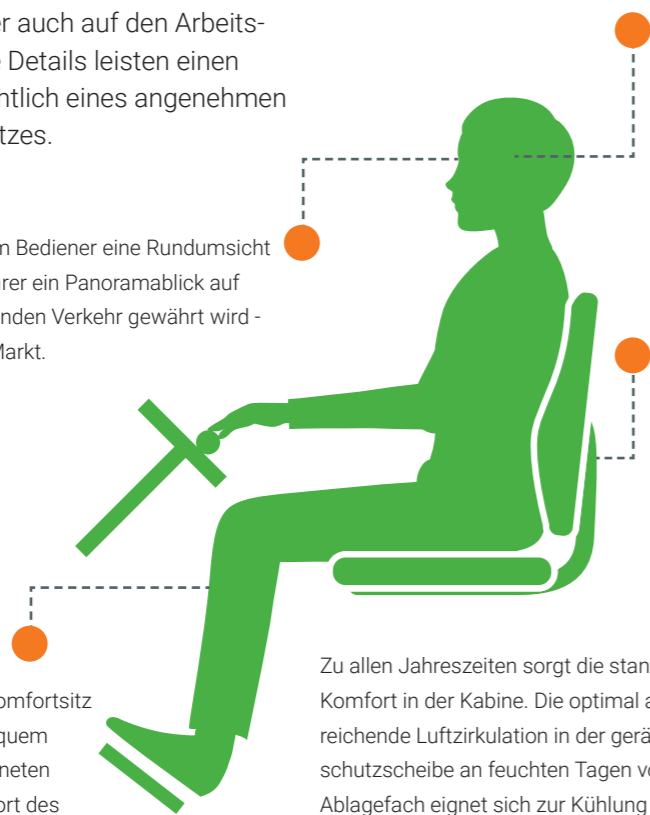 er auch auf den Arbeits-
e Details leisten einen
ntlich eines angenehmen
tzes.
m Bediener eine Rundumsicht
rer ein Panoramablick auf
nden Verkehr gewährt wird -
Markt.
omfortsitz
quem
neten
ort des
Zu allen Jahreszeiten sorgt die stan
Komfort in der Kabine. Die optimal a
reichende Luftzirkulation in der gerä
schutzscheibe an feuchten Tagen vo
Ablagefach eignet sich zur Kühlung